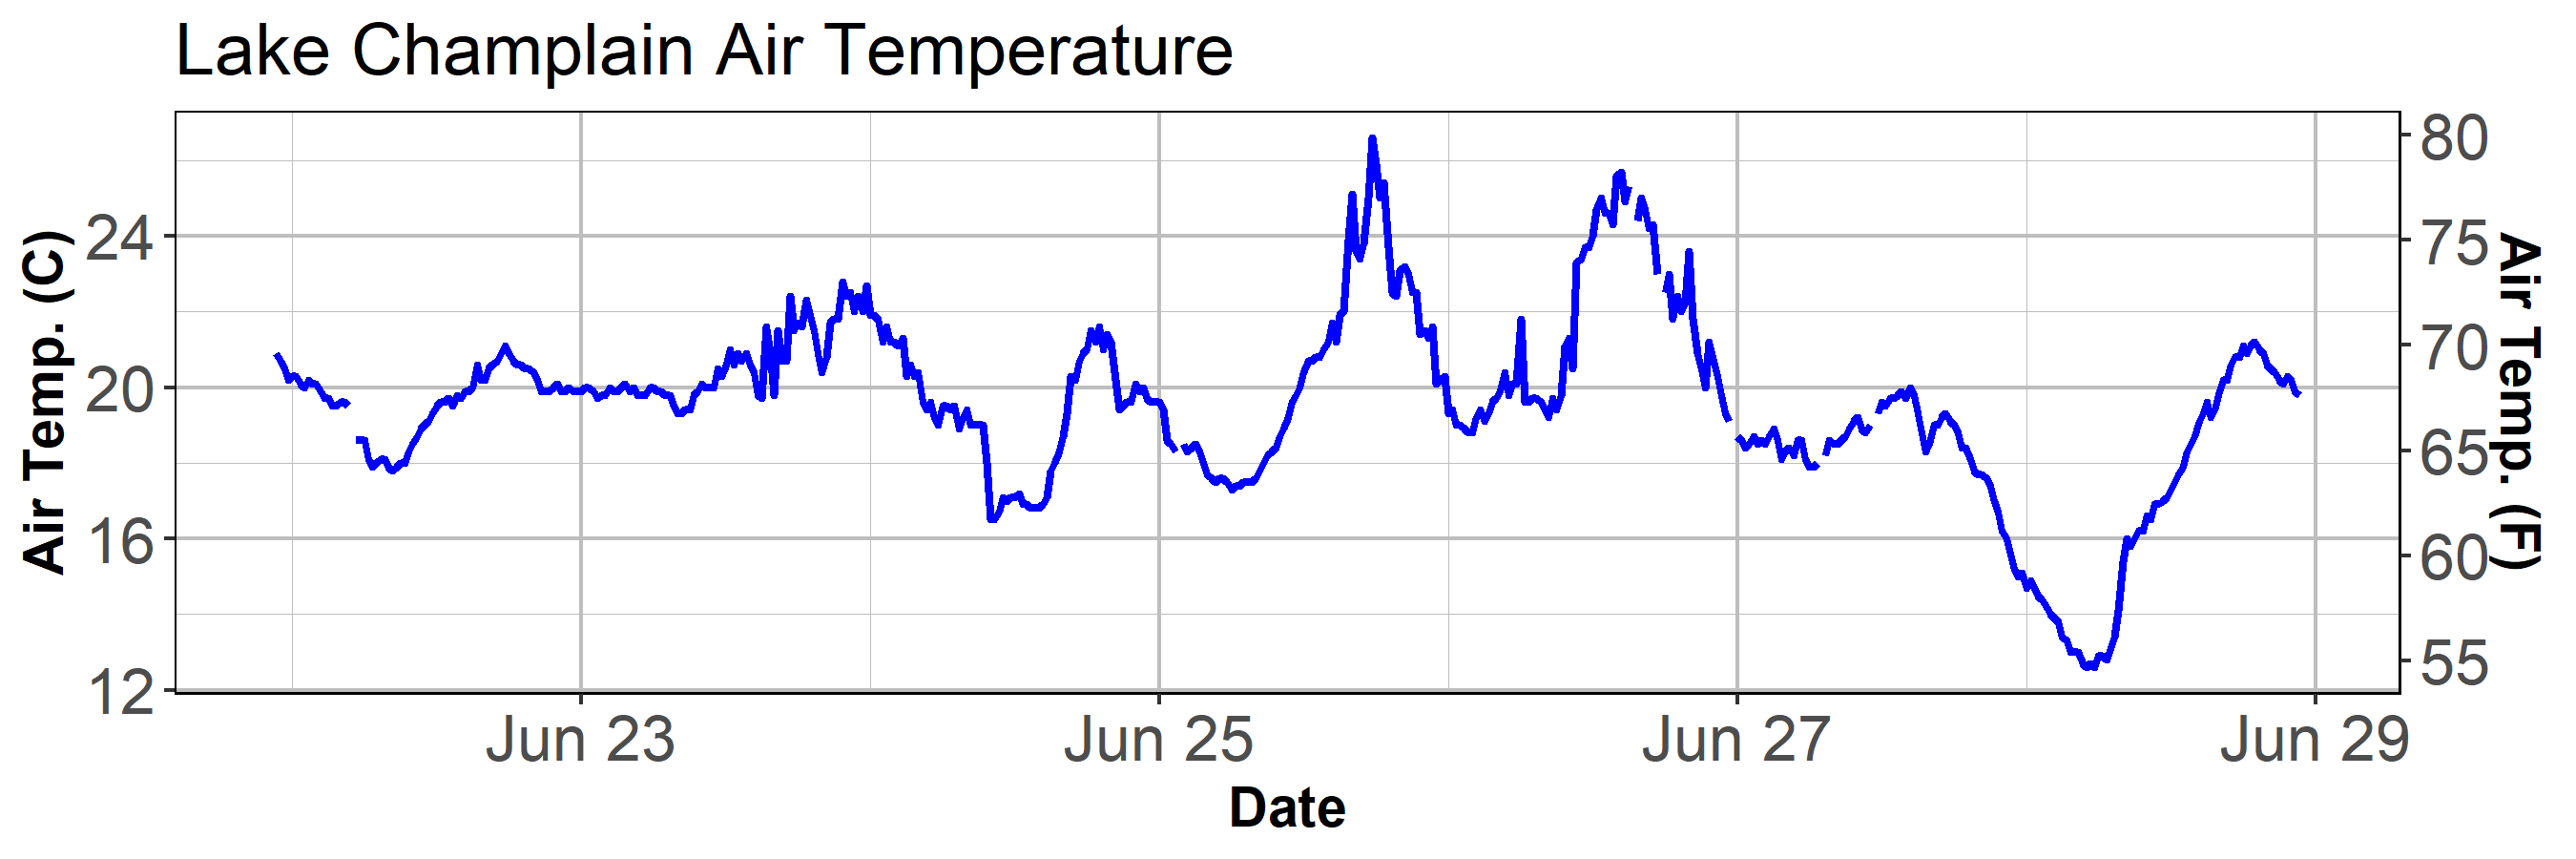 Lake Champlain Air Temperature
Air Temp. (C)
24
20
16
12
80
75
70
65
60
55
Air Temp. (F)
Jun 23
Jun 25
Jun 27
Jun 29
Date